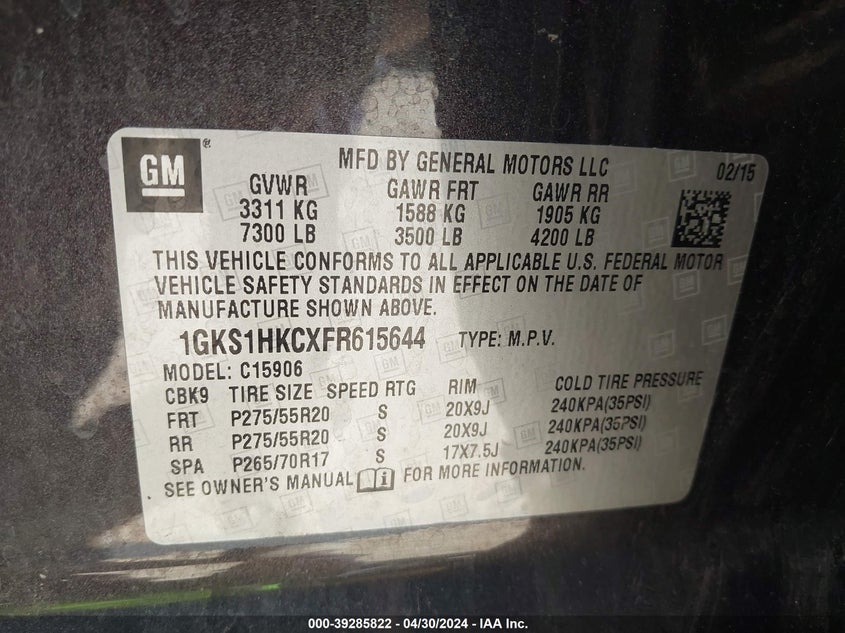 GM ®
MFD BY GENERAL MOTORS LLC 02/15
GVWR GAWR FRT GAWR RR
3311 KG 1588 KG 1905 KG
7300 LB 3500 LB 4200 LB
THIS VEHICLE CONFORMS TO ALL APPLICABLE U.S. FEDERAL MOTOR
VEHICLE SAFETY STANDARDS IN EFFECT ON THE DATE OF
MANUFACTURE SHOWN ABOVE.
1GKS1HKCXFR615644 TYPE: M.P.V.
MODEL: C15906
CBK9 TIRE SIZE SPEED RTG RIM COLD TIRE PRESSURE
FRT P275/55R20 S 20X9J 240KPA(35PSI)
RR P275/55R20 S 20X9J 240KPA(35PSI)
SPA P265/70R17 S 17X7.5J 240KPA(35PSI)
SEE OWNER'S MANUAL i FOR MORE INFORMATION.
000-39285822 - 04/30/2024 - IAA Inc.